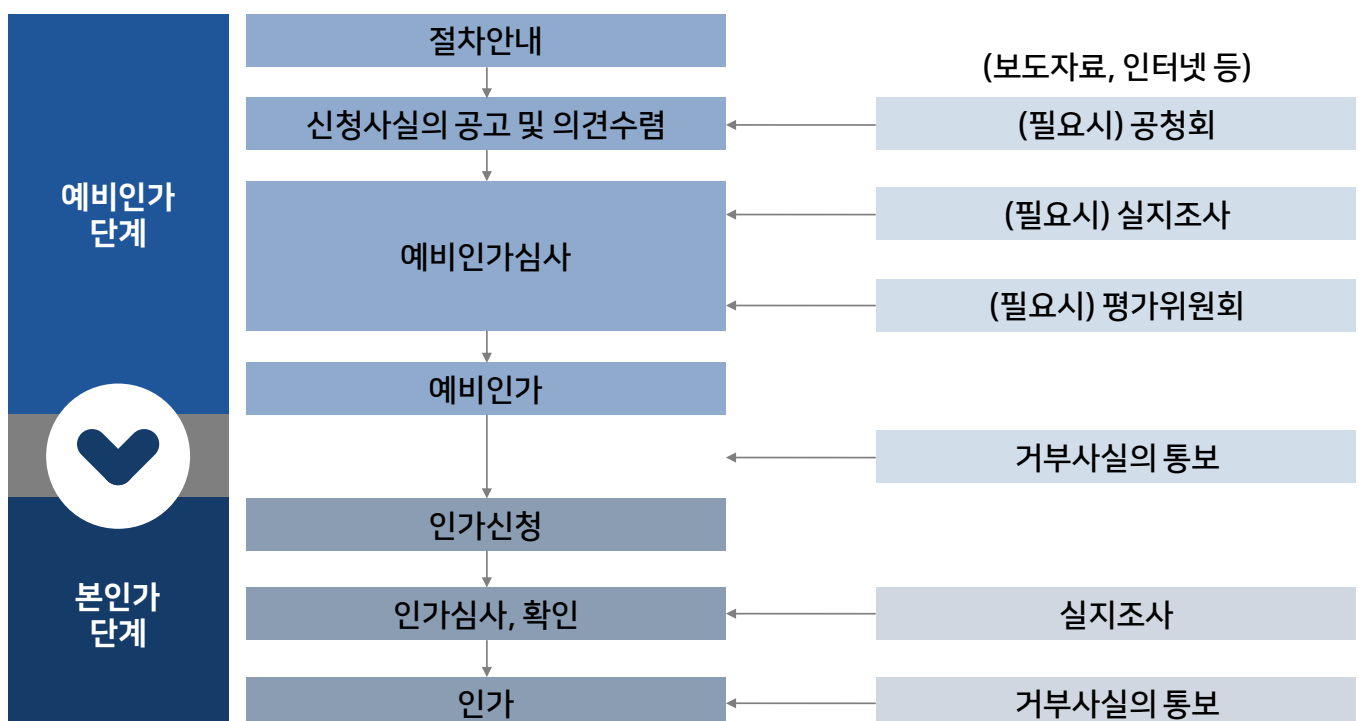 절차안내
(보도자료, 인터넷 등)
신청사실의 공고 및 의견수렴
(필요시) 공청회
예비인가
단계
(필요시) 실지조사
예비인가심사
(필요시) 평가위원회
예비인가
거부사실의 통보
인가신청
본인가
단계
인가심사, 확인
실지조사
인가
거부사실의 통보